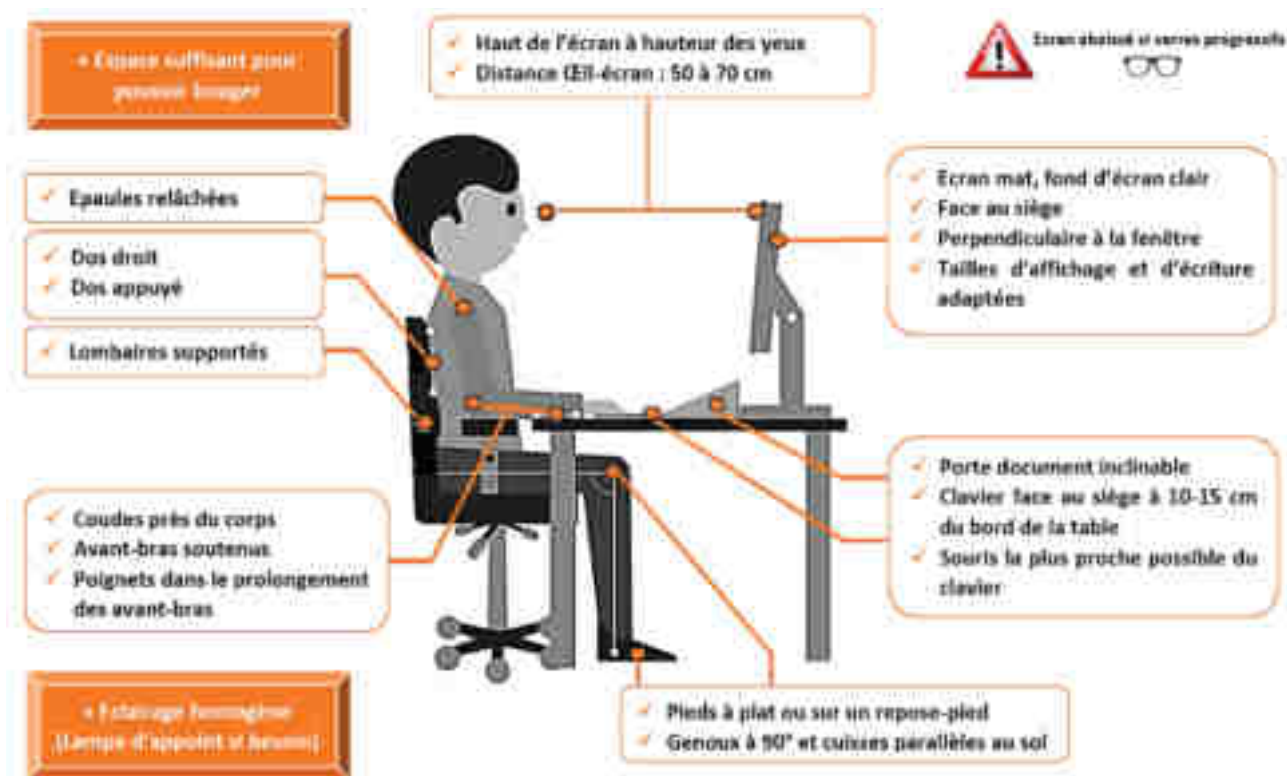 + Espace suffisant pour
pouvoir bouger
Haut de l'écran à hauteur des yeux
Distance Œil-écran : 50 à 70 cm
Ecran abaissé si verres progressifs
Epaules relâchées
Dos droit
Dos appuyé
Lombaires supportés
Ecran mat, fond d'écran clair
Face au siège
Perpendiculaire à la fenêtre
Tailles d'affichage et d'écriture
adaptées
Coudes près du corps
Avant-bras soutenus
Poignets dans le prolongement
des avant-bras
Porte document inclinable
Clavier face au siège à 10-15 cm
du bord de la table
Souris la plus proche possible du
clavier
+ Eclairage homogène
(Lampe d'appoint si besoin)
Pieds à plat ou sur un repose-pied
Genoux à 90° et cuisses parallèles au sol